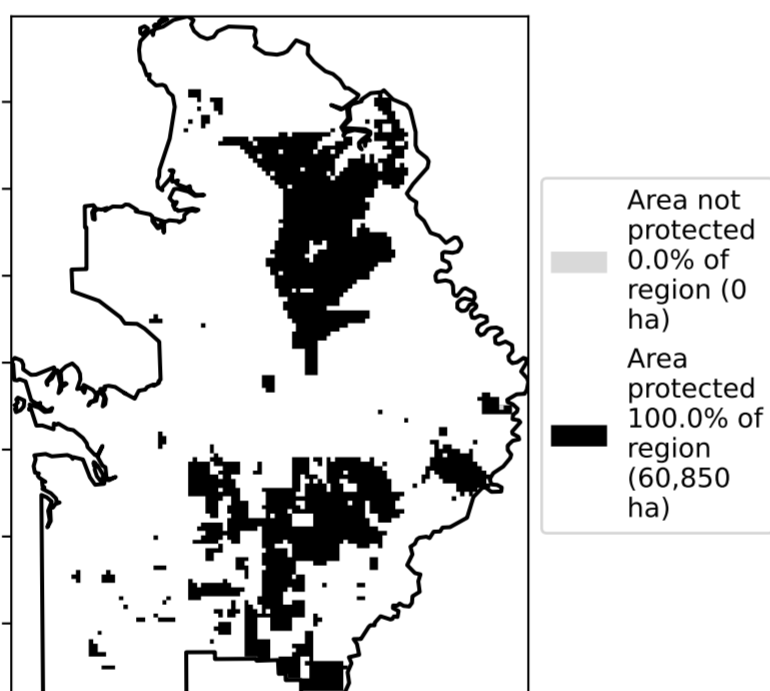 Area not
protected
0.0% of
region (0
ha)
Area
protected
100.0% of
region
(60,850
ha)